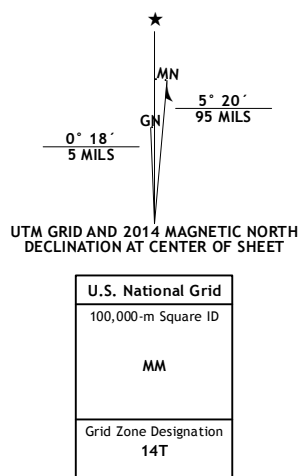 MN
GN
5° 20´
95 MILS
0° 18´
5 MILS
UTM GRID AND 2014 MAGNETIC NORTH
DECLINATION AT CENTER OF SHEET
U.S. National Grid
100,000-m Square ID
MM
Grid Zone Designation
14T